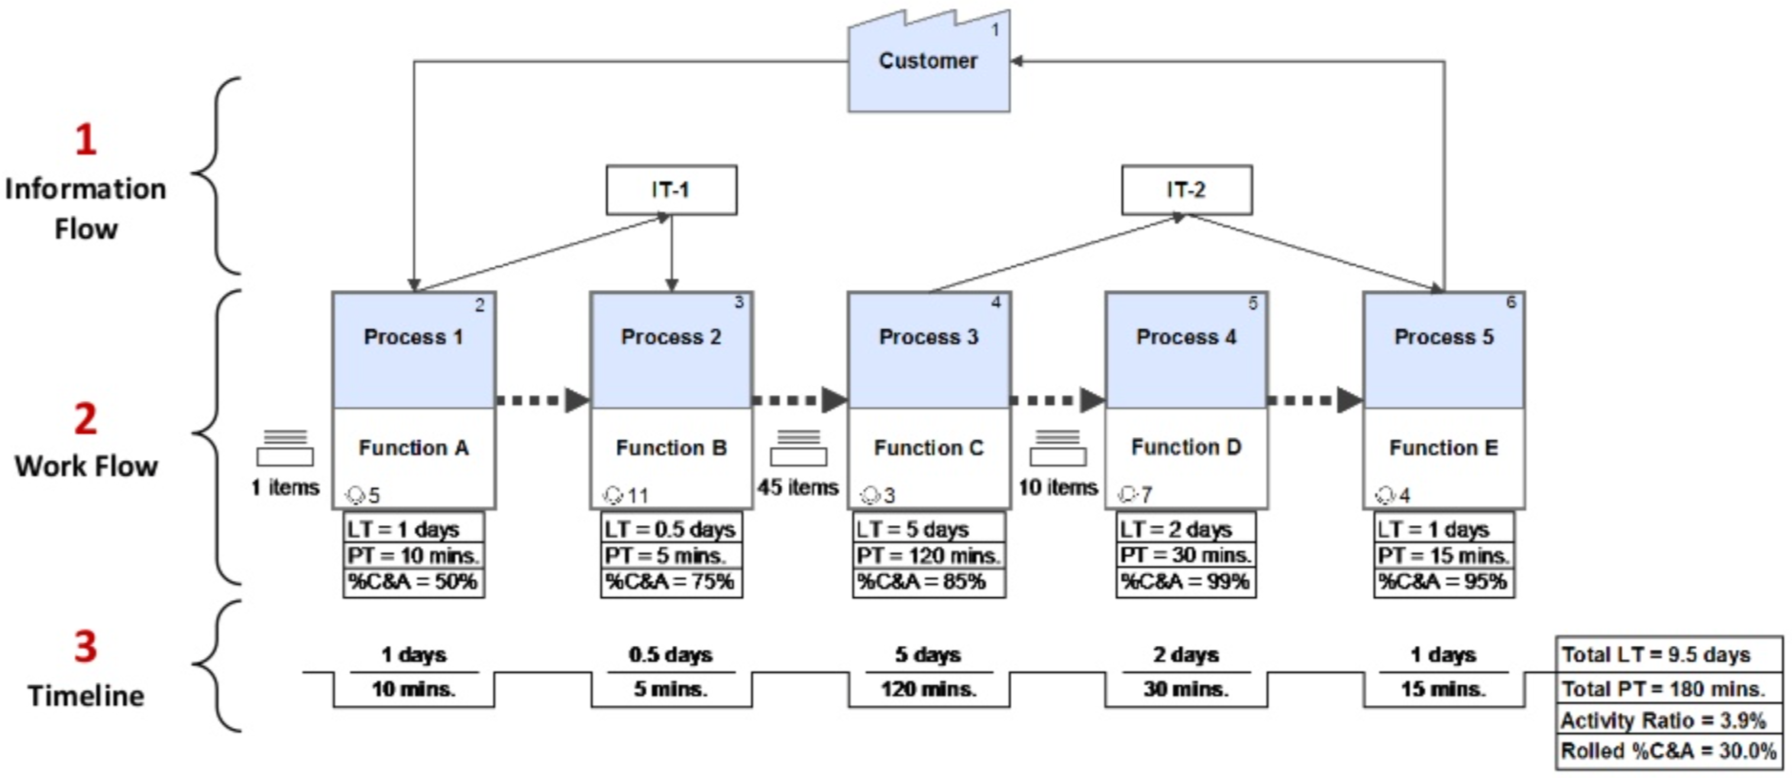 1
Customer
1
Information
Flow
IT-1
IT-2
2
Process 1
3
Process 2
4
Process 3
5
Process 4
6
Process 5
2
Work Flow
1 items
Function A
5
Function B
11
45 items
Function C
3
10 items
Function D
7
Function E
4
LT = 1 days
PT = 10 mins.
%C&A = 50%
LT = 0.5 days
PT = 5 mins.
%C&A = 75%
LT = 5 days
PT = 120 mins.
%C&A = 85%
LT = 2 days
PT = 30 mins.
%C&A = 99%
LT = 1 days
PT = 15 mins.
%C&A = 95%
3
Timeline
1 days
10 mins.
0.5 days
5 mins.
5 days
120 mins.
2 days
30 mins.
1 days
15 mins.
Total LT = 9.5 days
Total PT = 180 mins.
Activity Ratio = 3.9%
Rolled %C&A = 30.0%